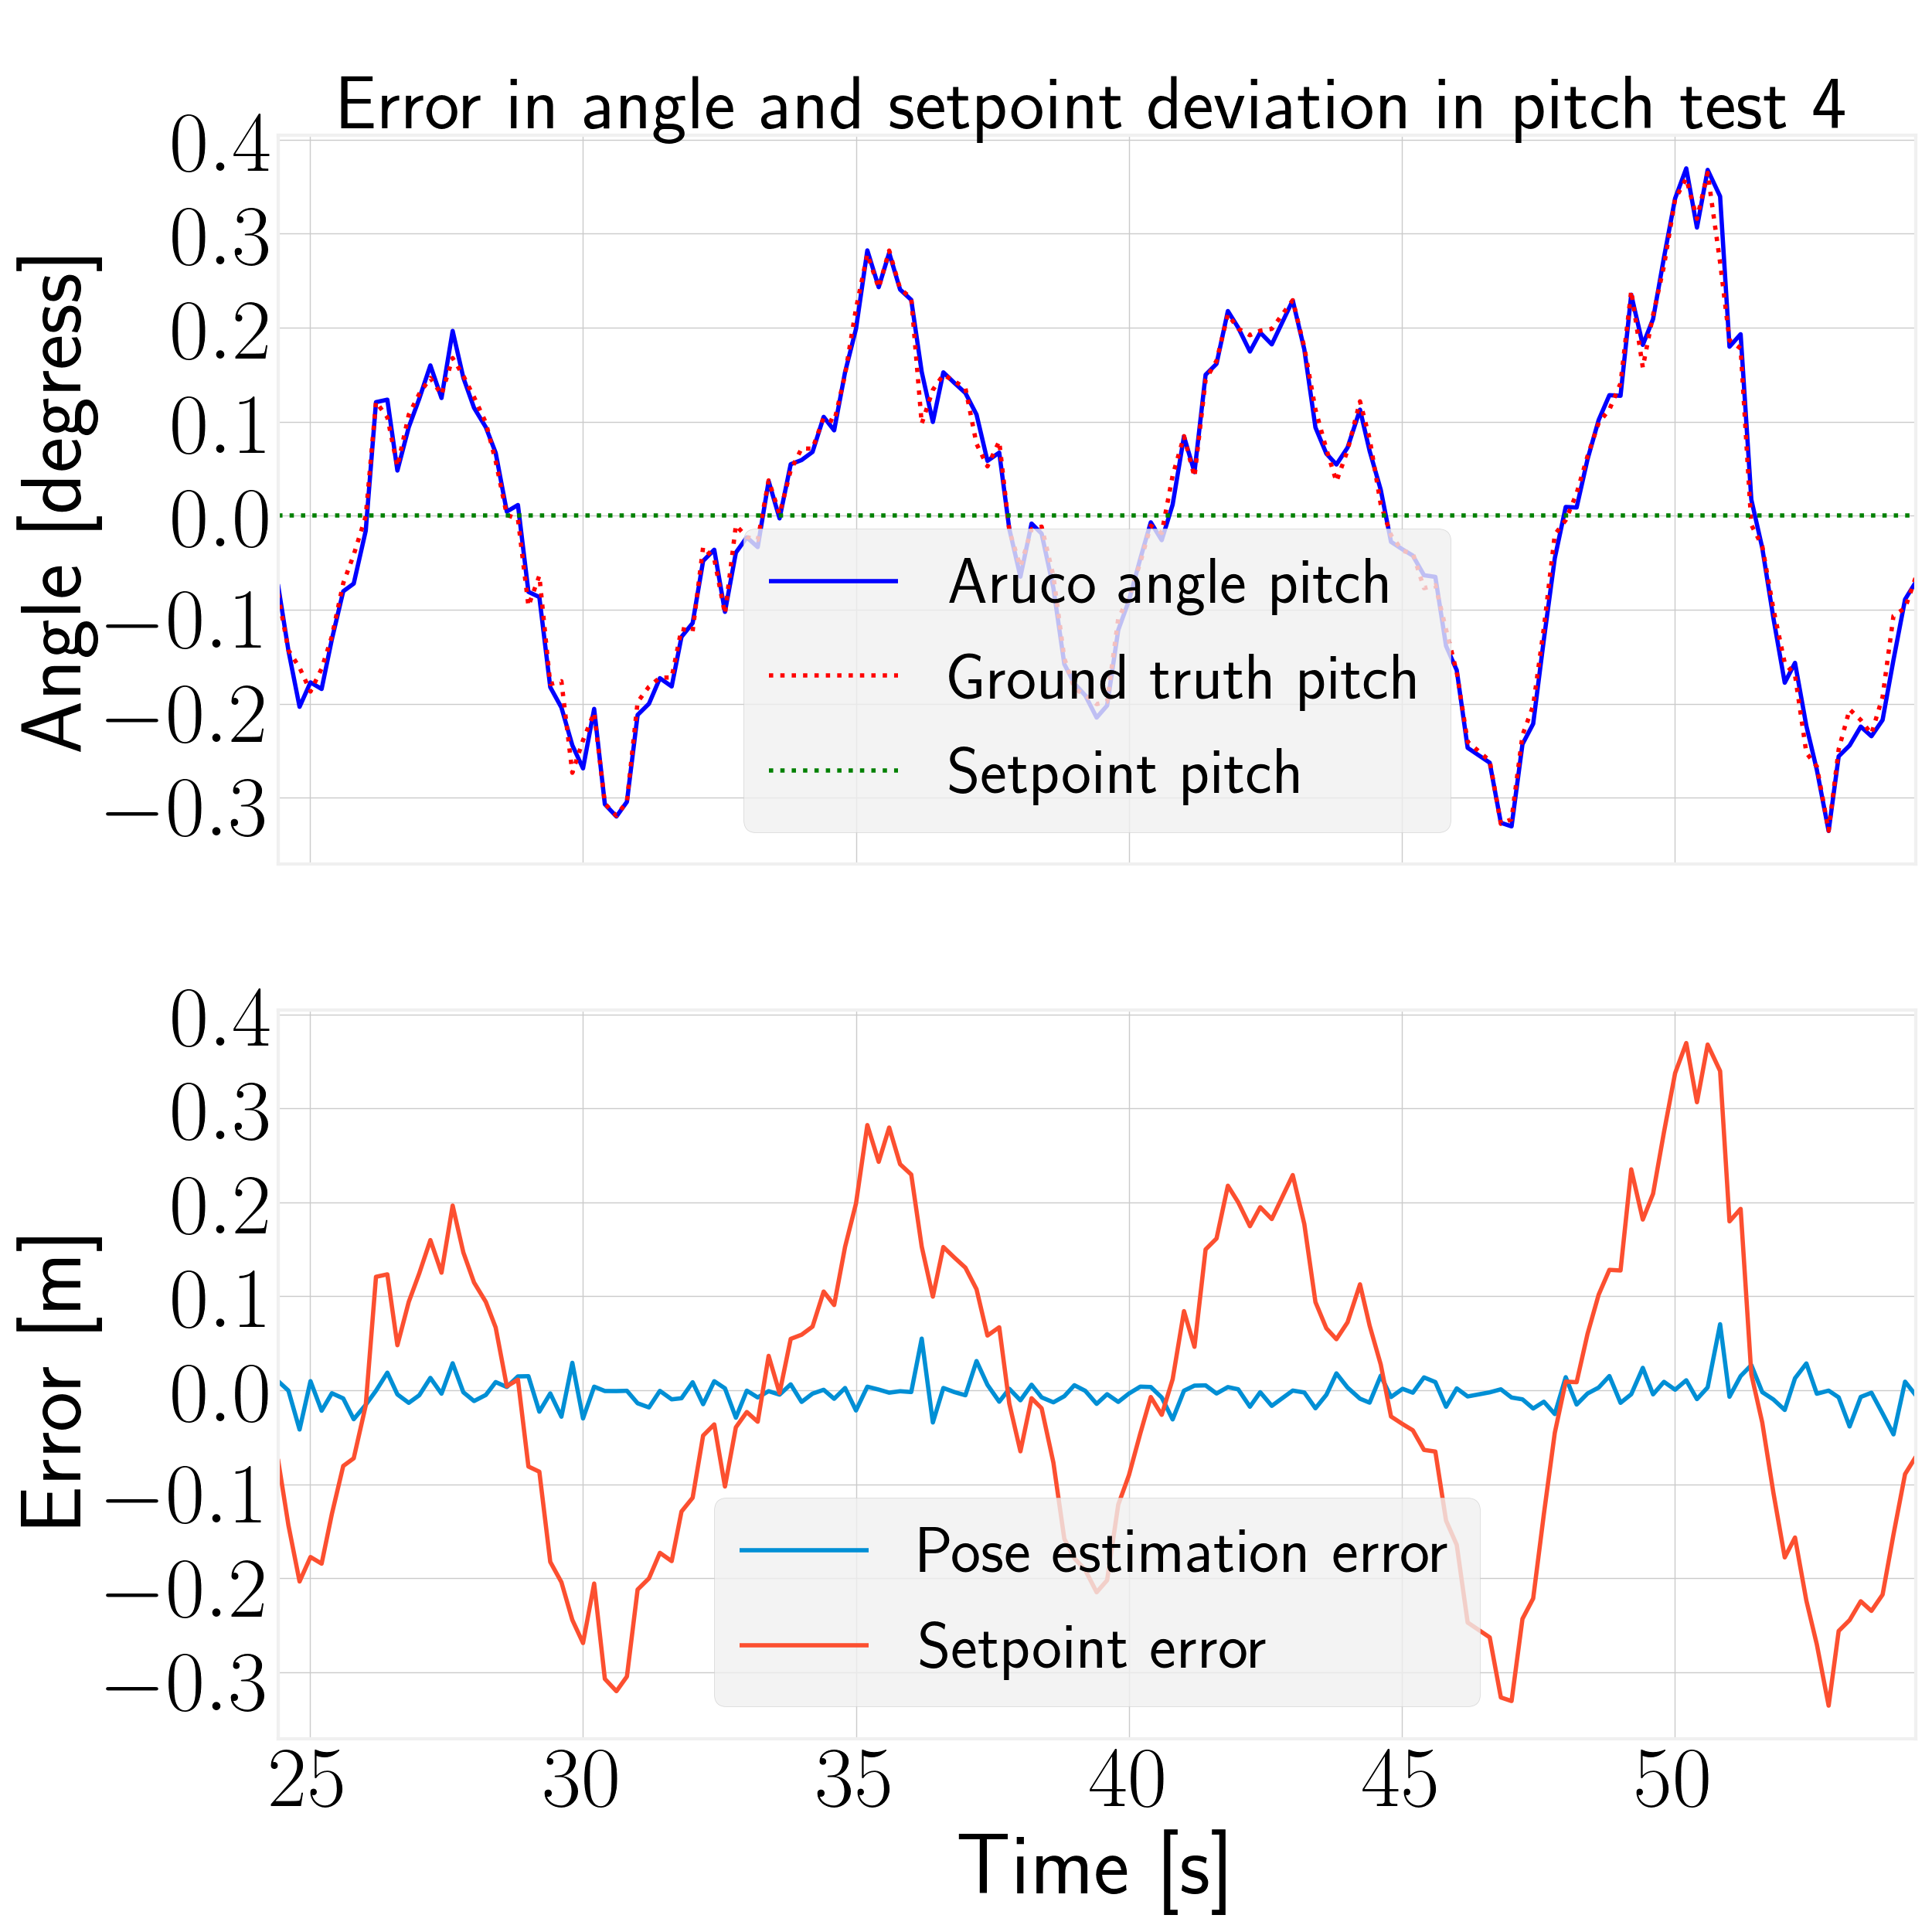 Error in angle and setpoint deviation in pitch test 4
Angle [degress]
0.4
0.3
0.2
0.1
0.0
−0.1
−0.2
−0.3
Aruco angle pitch
Ground truth pitch
Setpoint pitch
Error [m]
0.4
0.3
0.2
0.1
0.0
−0.1
−0.2
−0.3
Pose estimation error
Setpoint error
25 30 35 40 45 50
Time [s]